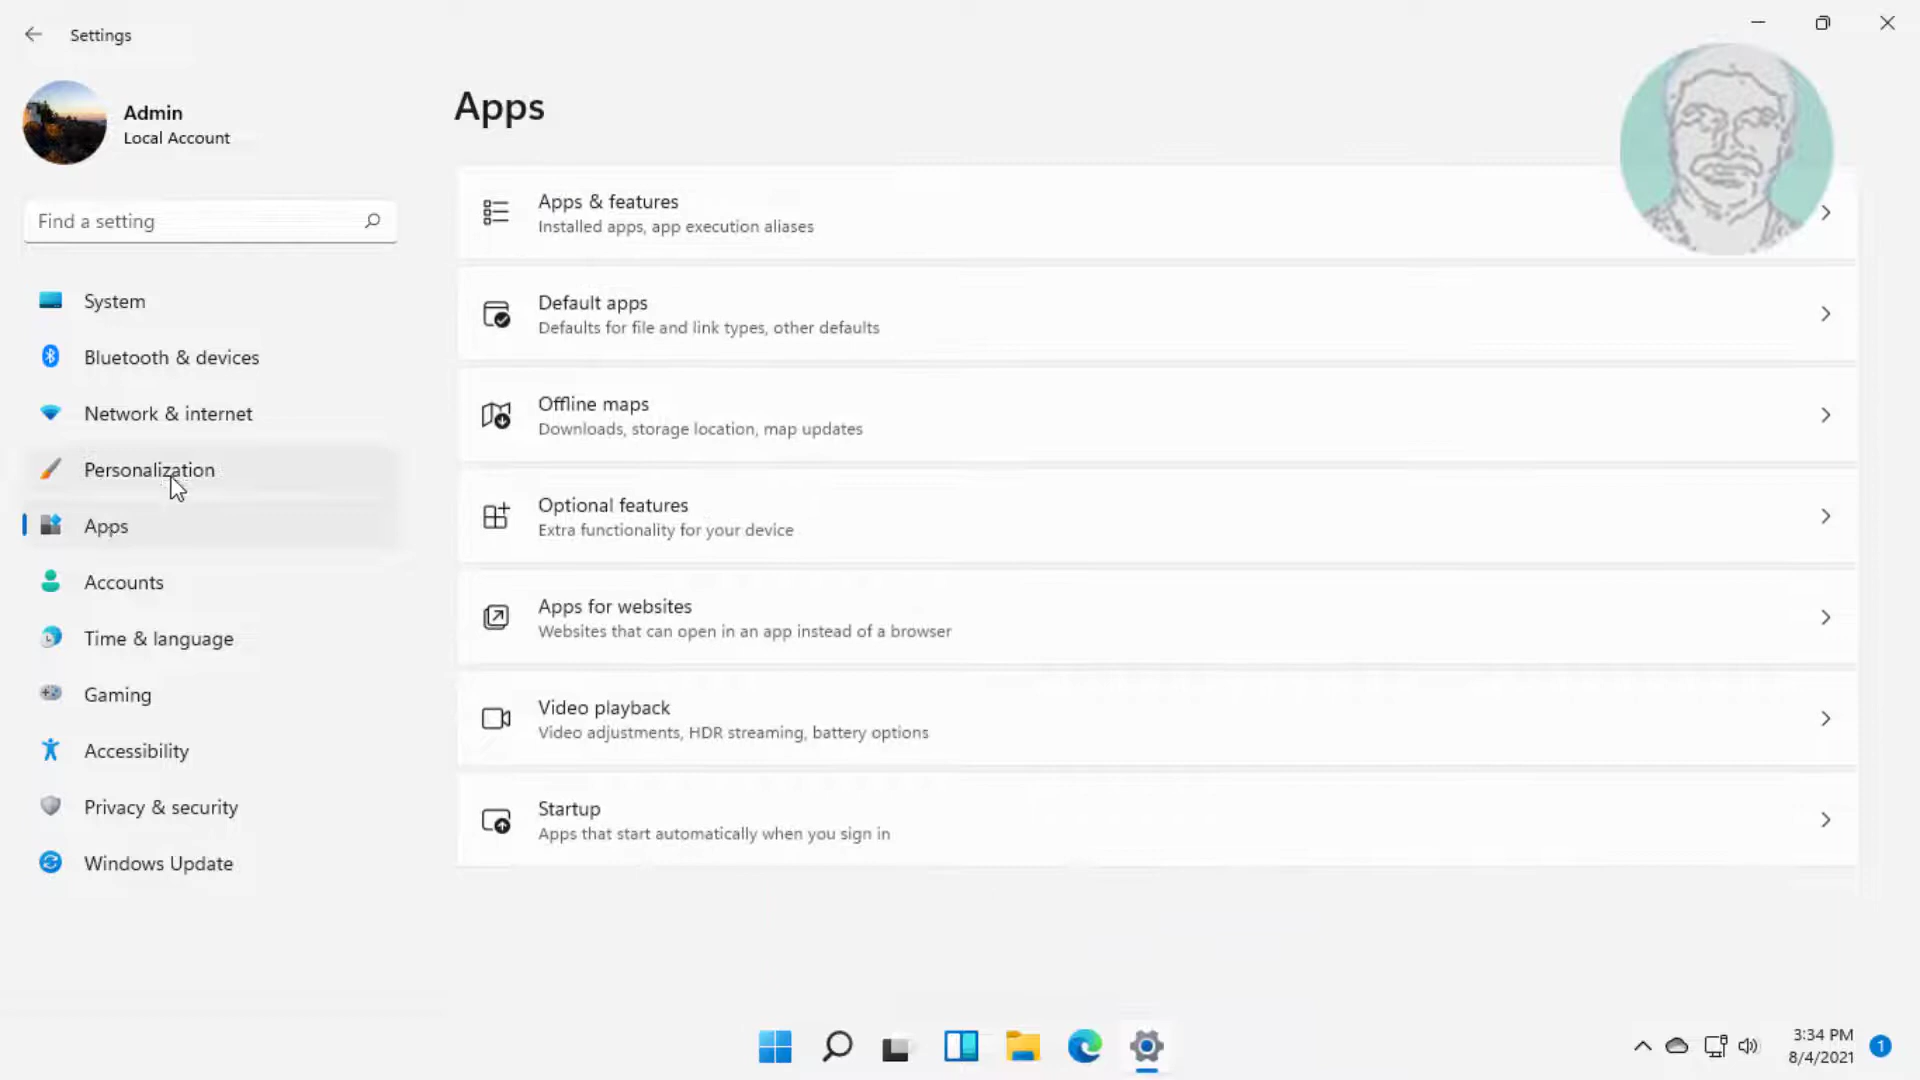 Settings
Admin
Local Account
Find a setting
System
Bluetooth & devices
Network & internet
Personalization
Apps
Accounts
Time & language
Gaming
Accessibility
Privacy & security
Windows Update
Apps
Apps & features
Installed apps, app execution aliases
Default apps
Defaults for file and link types, other defaults
Offline maps
Downloads, storage location, map updates
Optional features
Extra functionality for your device
Apps for websites
Websites that can open in an app instead of a browser
Video playback
Video adjustments, HDR streaming, battery options
Startup
Apps that start automatically when you sign in
3:34 PM
8/4/2021
1